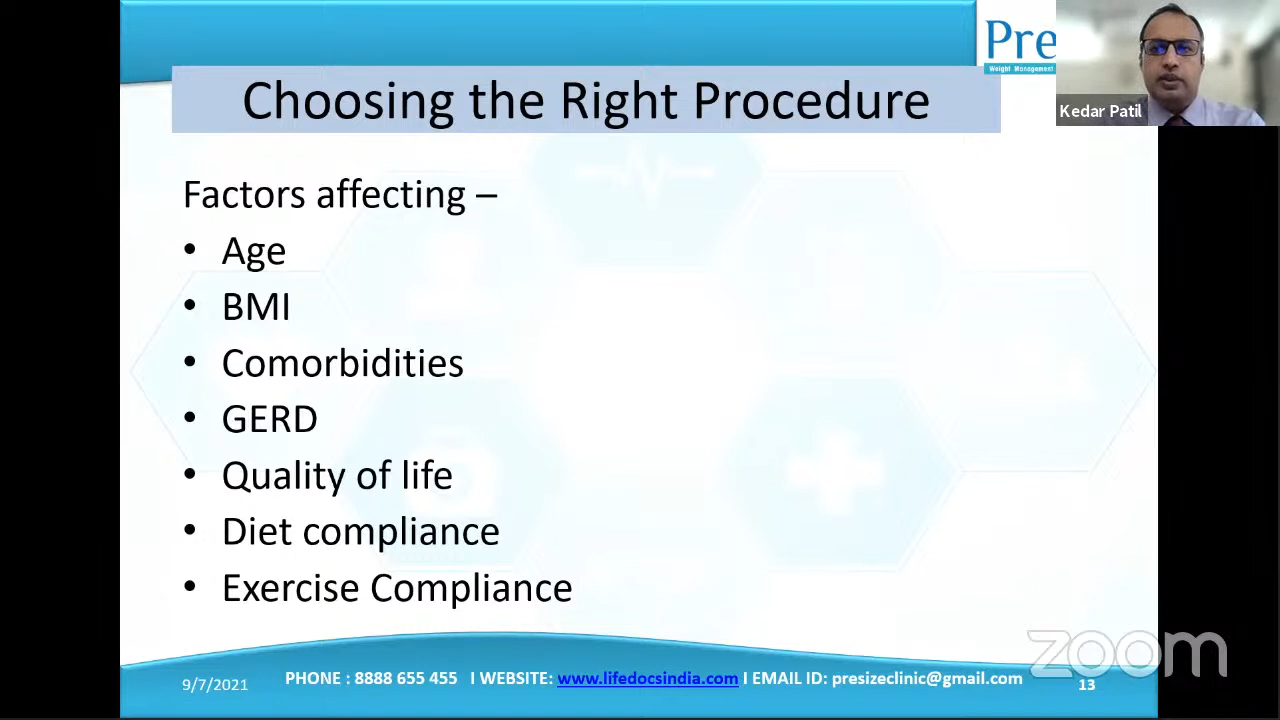 Pre
Weight Management
Kedar Patil
Choosing the Right Procedure
Factors affecting –
• Age
• BMI
• Comorbidities
• GERD
• Quality of life
• Diet compliance
• Exercise Compliance
zoom
9/7/2021
PHONE : 8888 655 455 I WEBSITE: www.lifedocsindia.com I EMAIL ID: presizeclinic@gmail.com
13